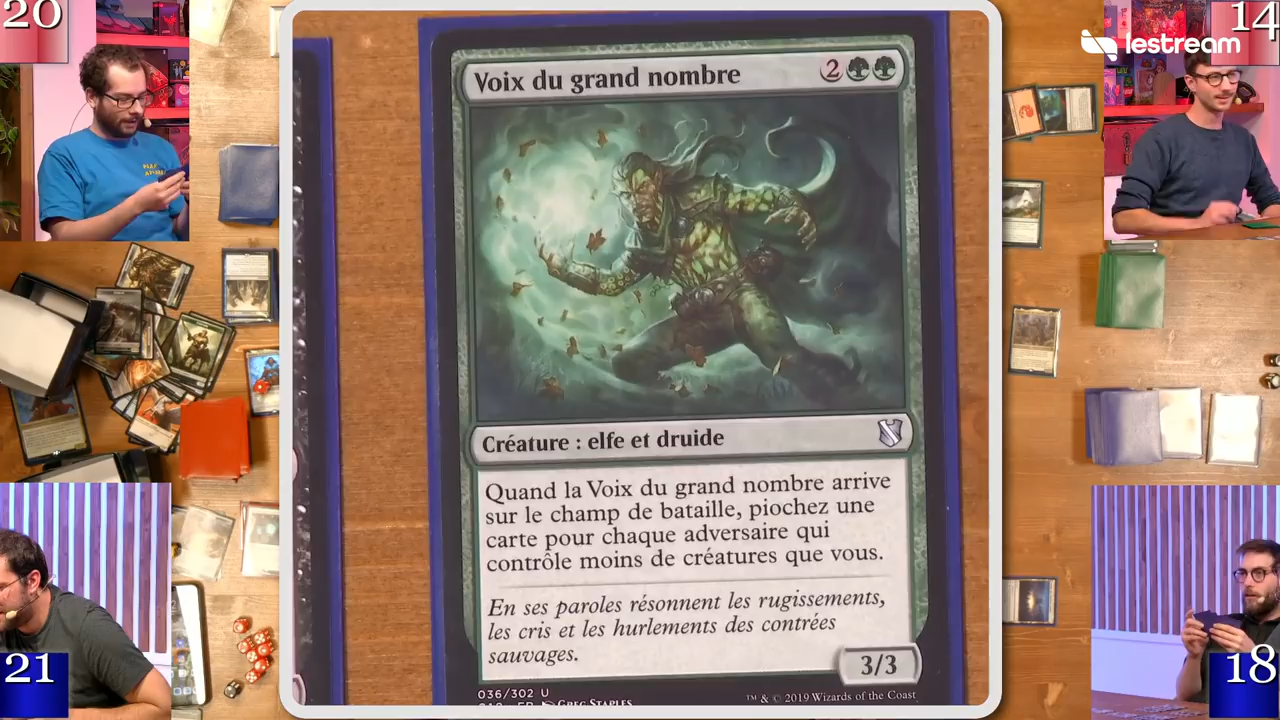 20
14
lestream
Voix du grand nombre
2
Créature : elfe et druide
Quand la Voix du grand nombre arrive
sur le champ de bataille, piochez une
carte pour chaque adversaire qui
contrôle moins de créatures que vous.
En ses paroles résonnent les rugissements,
les cris et les hurlements des contrées
sauvages.
3/3
036/302 U
™ & © 2019 Wizards of the Coast
GREG STAPLES
21
18